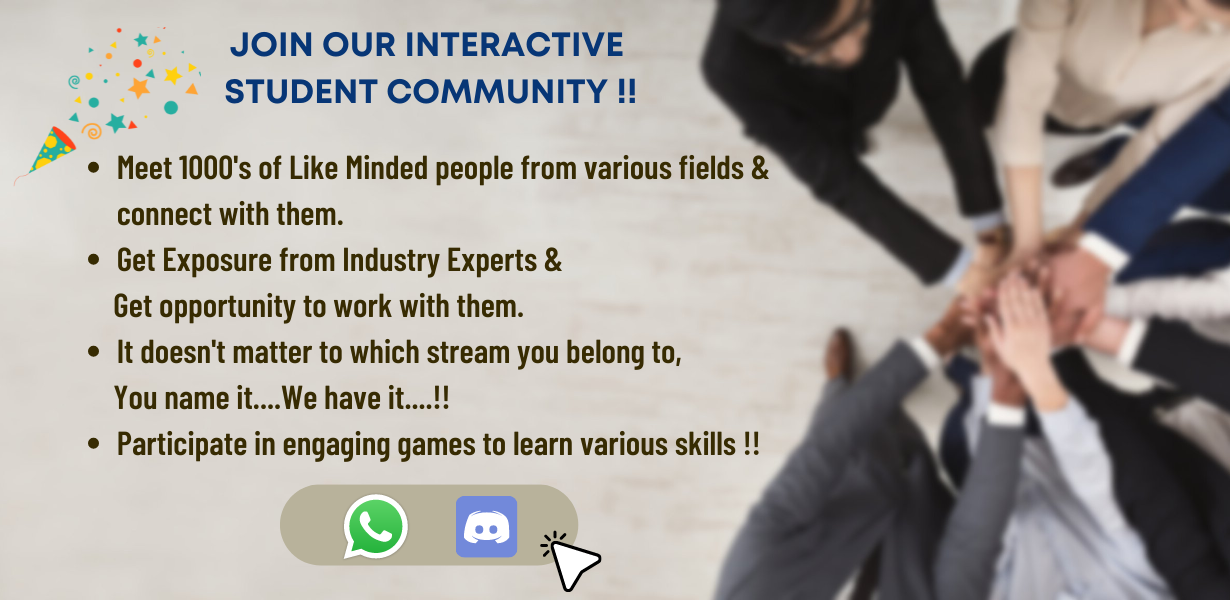 JOIN OUR INTERACTIVE
STUDENT COMMUNITY !!
• Meet 1000's of Like Minded people from various fields &
connect with them.
• Get Exposure from Industry Experts &
Get opportunity to work with them.
• It doesn't matter to which stream you belong to,
You name it....We have it....!!
• Participate in engaging games to learn various skills !!